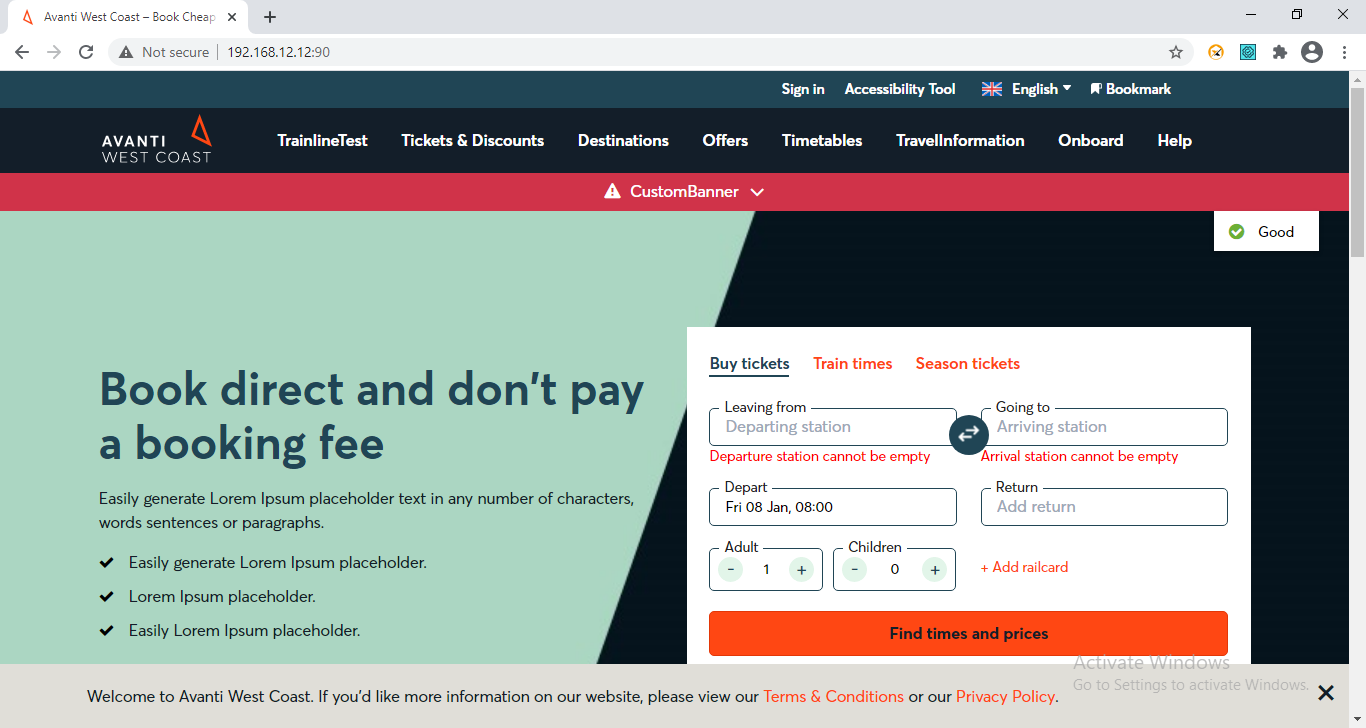 Avanti West Coast – Book Cheap
Not secure
192.168.12.12:90
Sign in
Accessibility Tool
English
Bookmark
AVANTI
WEST COAST
TrainlineTest
Tickets & Discounts
Destinations
Offers
Timetables
TravelInformation
Onboard
Help
CustomBanner
Good
Book direct and don't pay
a booking fee
Easily generate Lorem Ipsum placeholder text in any number of characters,
words sentences or paragraphs.
Easily generate Lorem Ipsum placeholder.
Lorem Ipsum placeholder.
Easily Lorem Ipsum placeholder.
Buy tickets
Train times
Season tickets
Leaving from
Departing station
Departure station cannot be empty
Going to
Arriving station
Arrival station cannot be empty
Depart
Fri 08 Jan, 08:00
Return
Add return
Adult
- 1 +
Children
- 0 +
+ Add railcard
Find times and prices
Activate Windows
Go to Settings to activate Windows.
Welcome to Avanti West Coast. If you'd like more information on our website, please view our Terms & Conditions or our Privacy Policy.